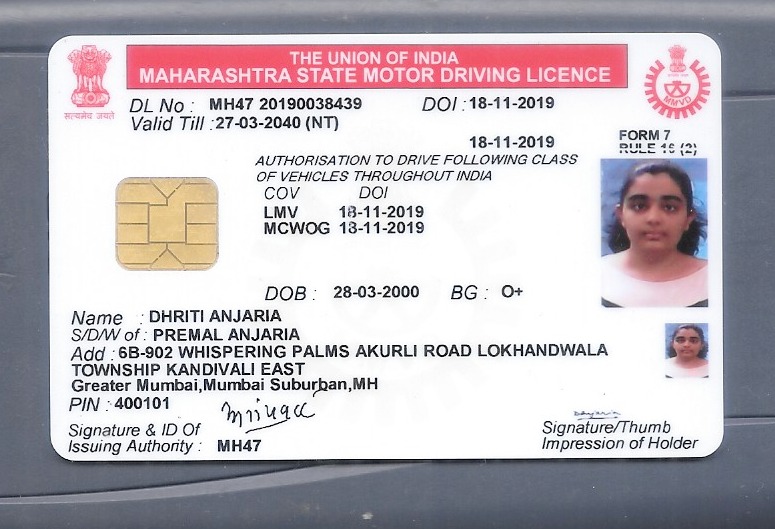 THE UNION OF INDIA
MAHARASHTRA STATE MOTOR DRIVING LICENCE
सत्यमेव जयते
MMVD
DL No : MH47 20190038439 DOI : 18-11-2019
Valid Till : 27-03-2040 (NT)
18-11-2019
FORM 7
RULE 16 (2)
AUTHORISATION TO DRIVE FOLLOWING CLASS
OF VEHICLES THROUGHOUT INDIA
COV DOI
LMV 18-11-2019
MCWOG 18-11-2019
DOB : 28-03-2000 BG : O+
Name : DHRITI ANJARIA
S/D/W of : PREMAL ANJARIA
Add : 6B-902 WHISPERING PALMS AKURLI ROAD LOKHANDWALA
TOWNSHIP KANDIVALI EAST
Greater Mumbai,Mumbai Suburban,MH
PIN : 400101
Signature & ID Of
Issuing Authority : MH47
Signature/Thumb
Impression of Holder